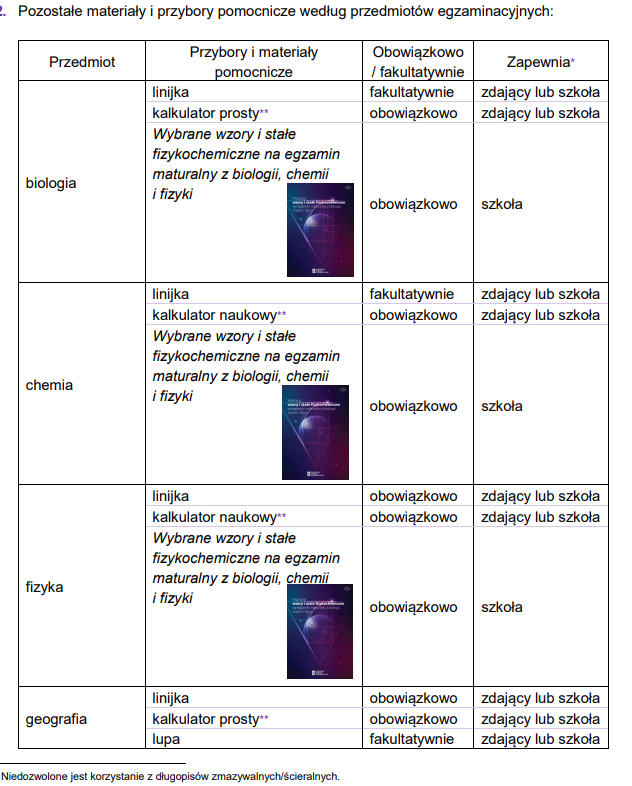 2. Pozostałe materiały i przybory pomocnicze według przedmiotów egzaminacyjnych:
Przedmiot
Przybory i materiały
pomocnicze
Obowiązkowo
/ fakultatywnie
Zapewnia*
biologia
linijka
fakultatywnie
zdający lub szkoła
kalkulator prosty**
obowiązkowo
zdający lub szkoła
Wybrane wzory i stałe
fizykochemiczne na egzamin
maturalny z biologii, chemii
i fizyki
obowiązkowo
szkoła
chemia
linijka
fakultatywnie
zdający lub szkoła
kalkulator naukowy**
obowiązkowo
zdający lub szkoła
Wybrane wzory i stałe
fizykochemiczne na egzamin
maturalny z biologii, chemii
i fizyki
obowiązkowo
szkoła
fizyka
linijka
obowiązkowo
zdający lub szkoła
kalkulator naukowy**
obowiązkowo
zdający lub szkoła
Wybrane wzory i stałe
fizykochemiczne na egzamin
maturalny z biologii, chemii
i fizyki
obowiązkowo
szkoła
geografia
linijka
obowiązkowo
zdający lub szkoła
kalkulator prosty**
obowiązkowo
zdający lub szkoła
lupa
fakultatywnie
zdający lub szkoła
Niedozwolone jest korzystanie z długopisów zmazywalnych/ścieralnych.